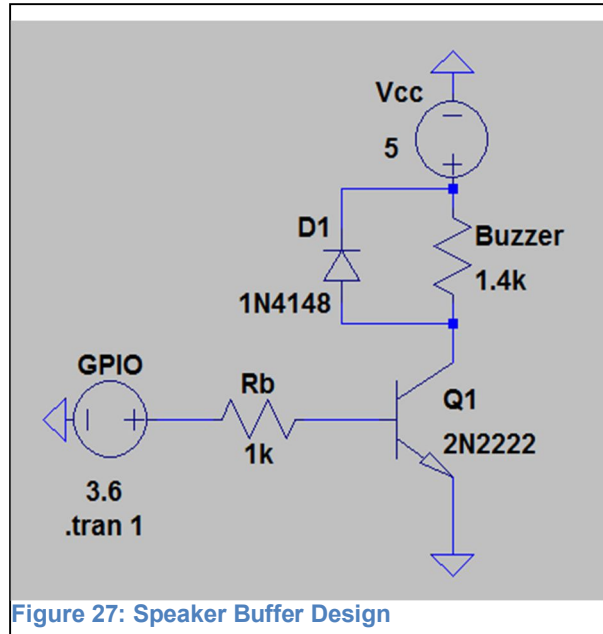 Vcc
5
D1
Buzzer
1.4k
1N4148
GPIO
Rb
Q1
1k
2N2222
3.6
.tran 1
Figure 27: Speaker Buffer Design